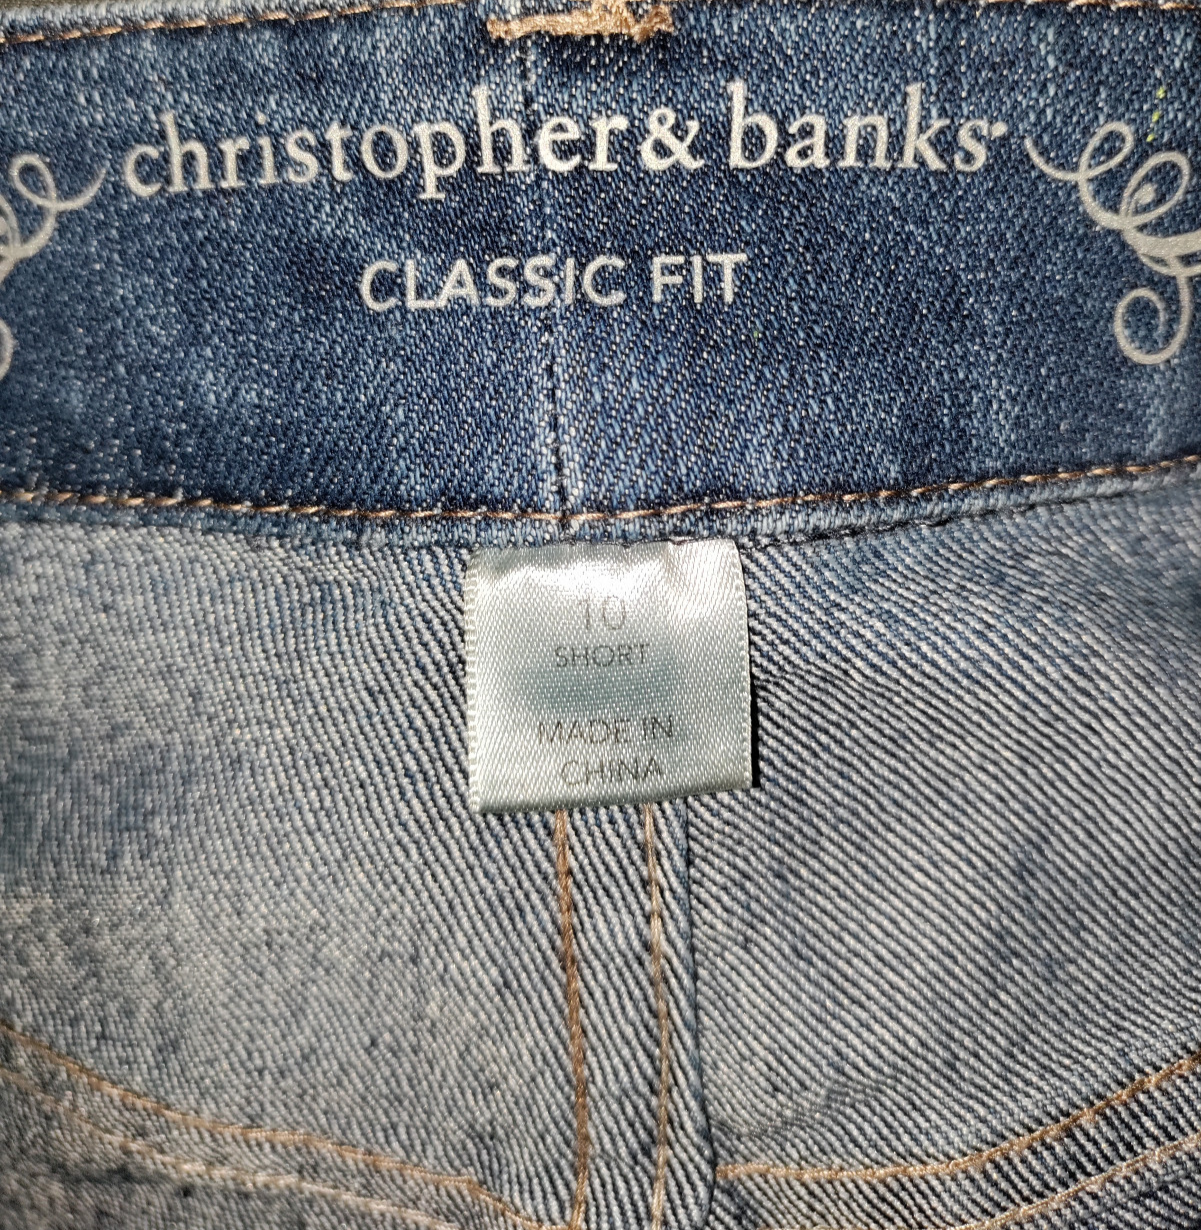 christopher & banks
CLASSIC FIT
10
SHORT
MADE IN
CHINA